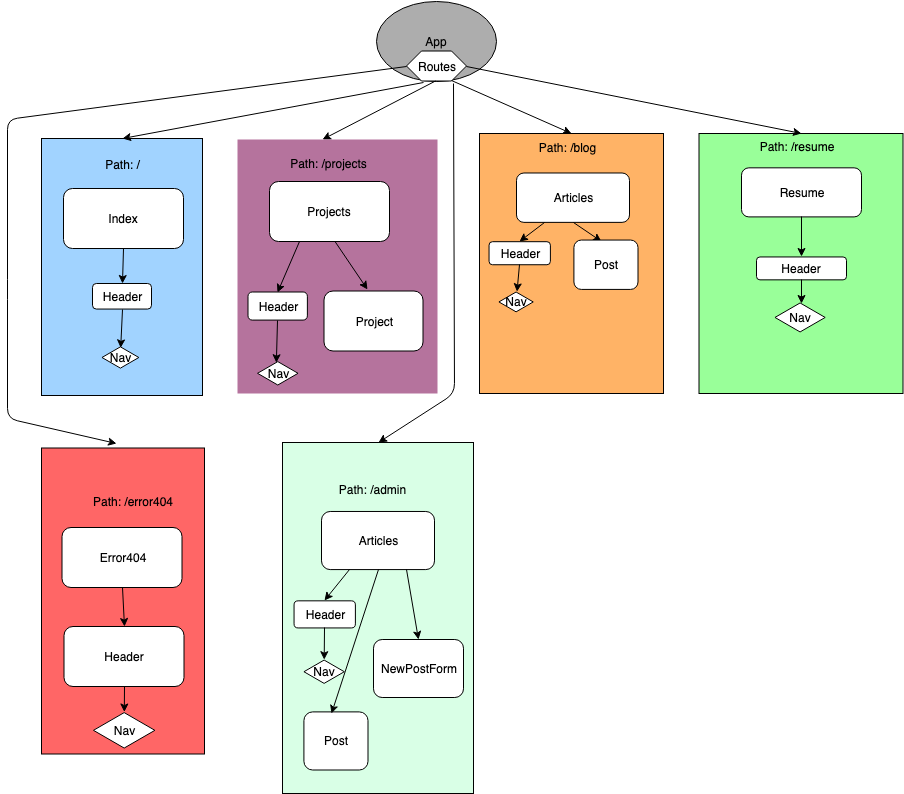 App
Routes
Path: /
Index
Header
Nav
Path: /projects
Projects
Header
Project
Nav
Path: /blog
Articles
Header
Post
Nav
Path: /resume
Resume
Header
Nav
Path: /error404
Error404
Header
Nav
Path: /admin
Articles
Header
NewPostForm
Nav
Post